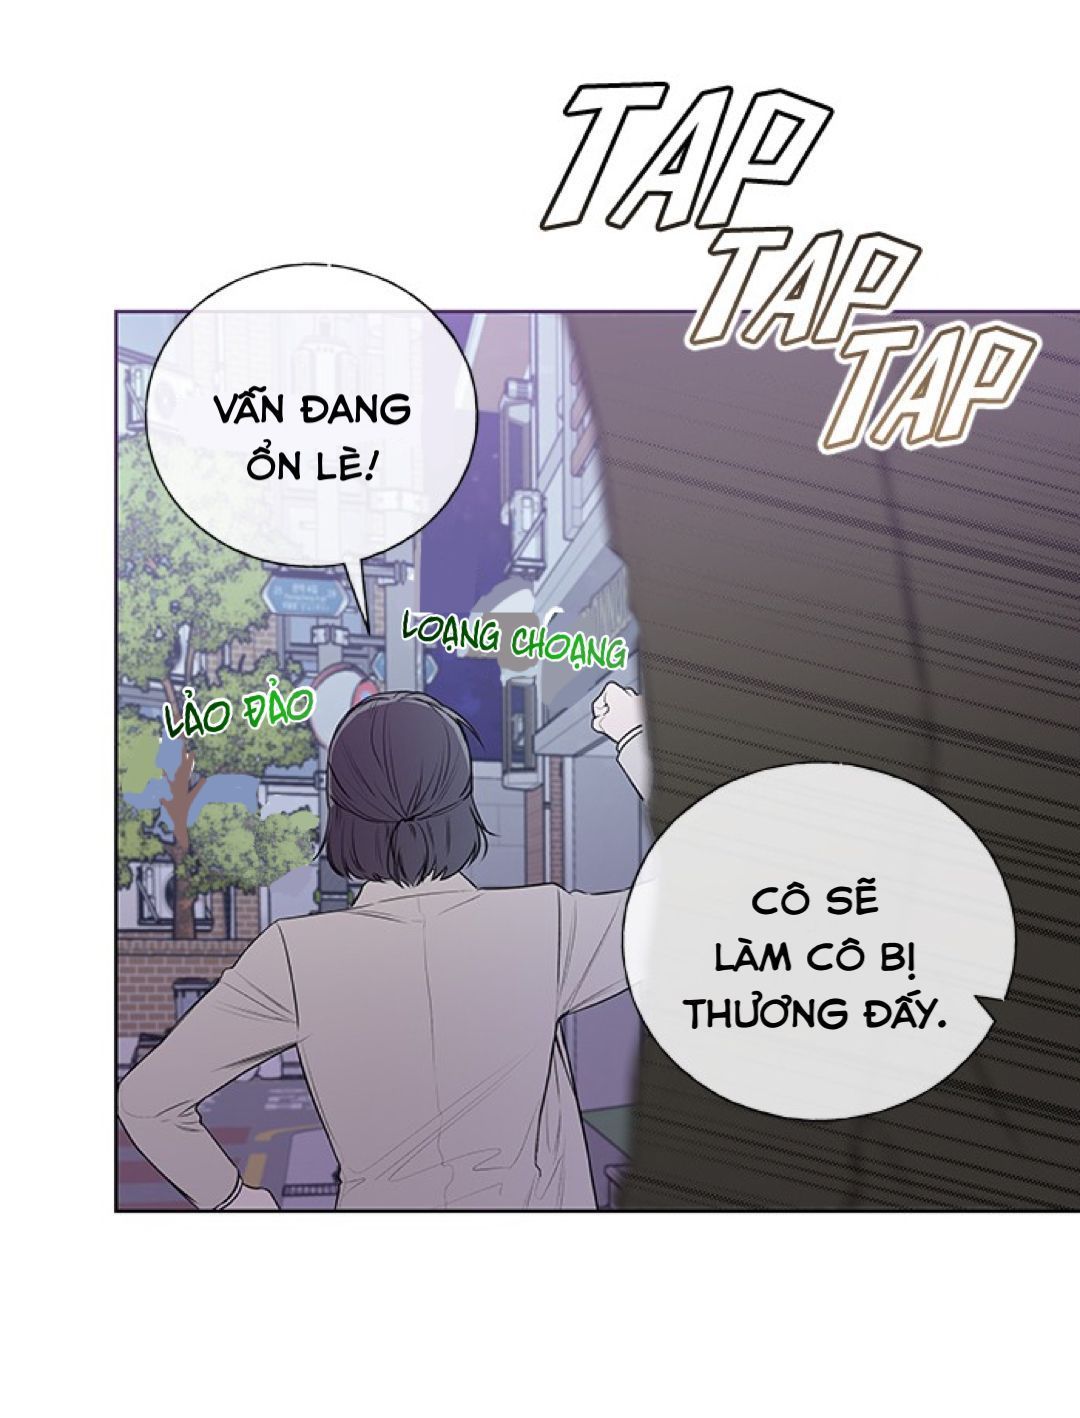 TAP
TAP
TAP
VẪN ĐANG
ỔN LÈ!
LOẠNG CHOẠNG
LẢO ĐẢO
CÔ SẼ
LÀM CÔ BỊ
THƯƠNG ĐẤY.